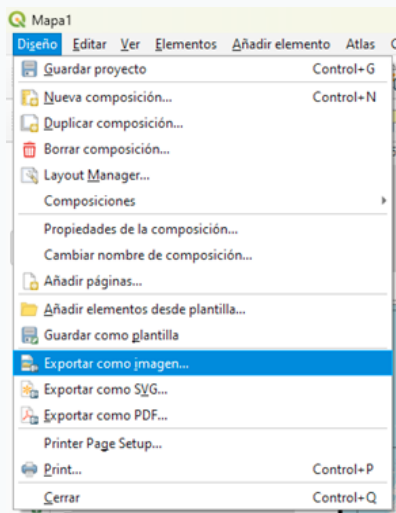 Mapa1
Diseño Editar Ver Elementos Añadir elemento Atlas
Guardar proyecto Control+G
Nueva composición... Control+N
Duplicar composición...
Borrar composición...
Layout Manager...
Composiciones
Propiedades de la composición...
Cambiar nombre de composición...
Añadir páginas...
Añadir elementos desde plantilla...
Guardar como plantilla
Exportar como imagen...
Exportar como SVG...
Exportar como PDF...
Printer Page Setup...
Print... Control+P
Cerrar Control+Q